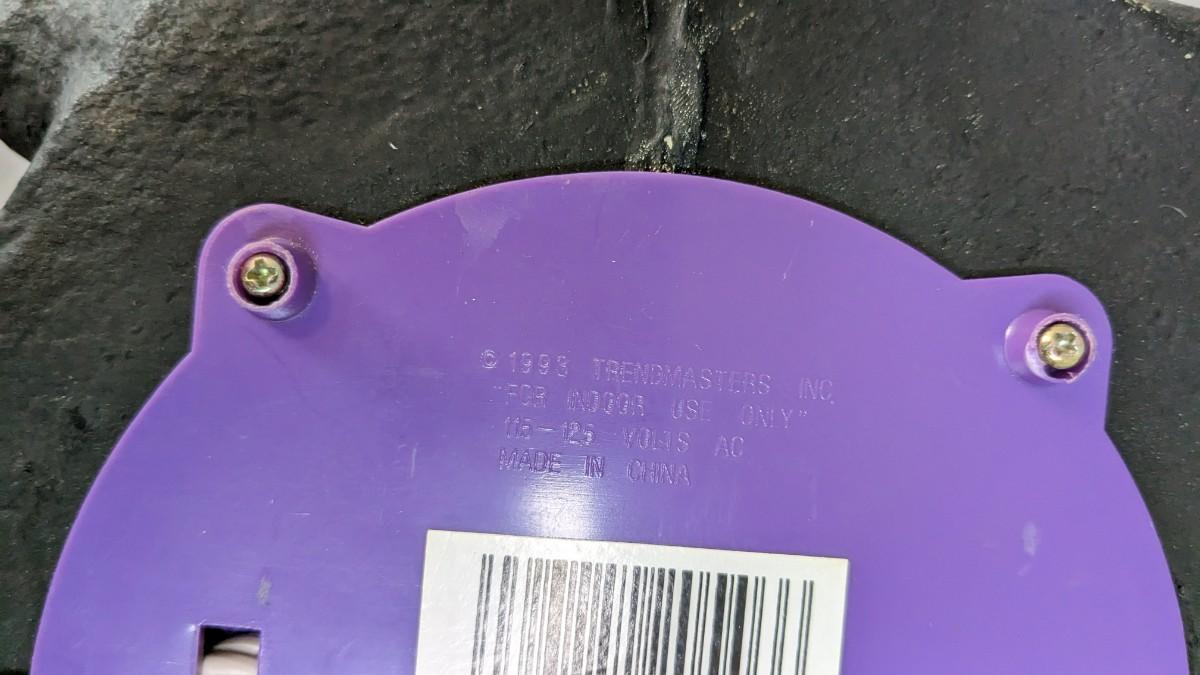 © 1993 TRENDMASTERS INC.
"FOR INDOOR USE ONLY"
115-125 VOLTS AC
MADE IN CHINA